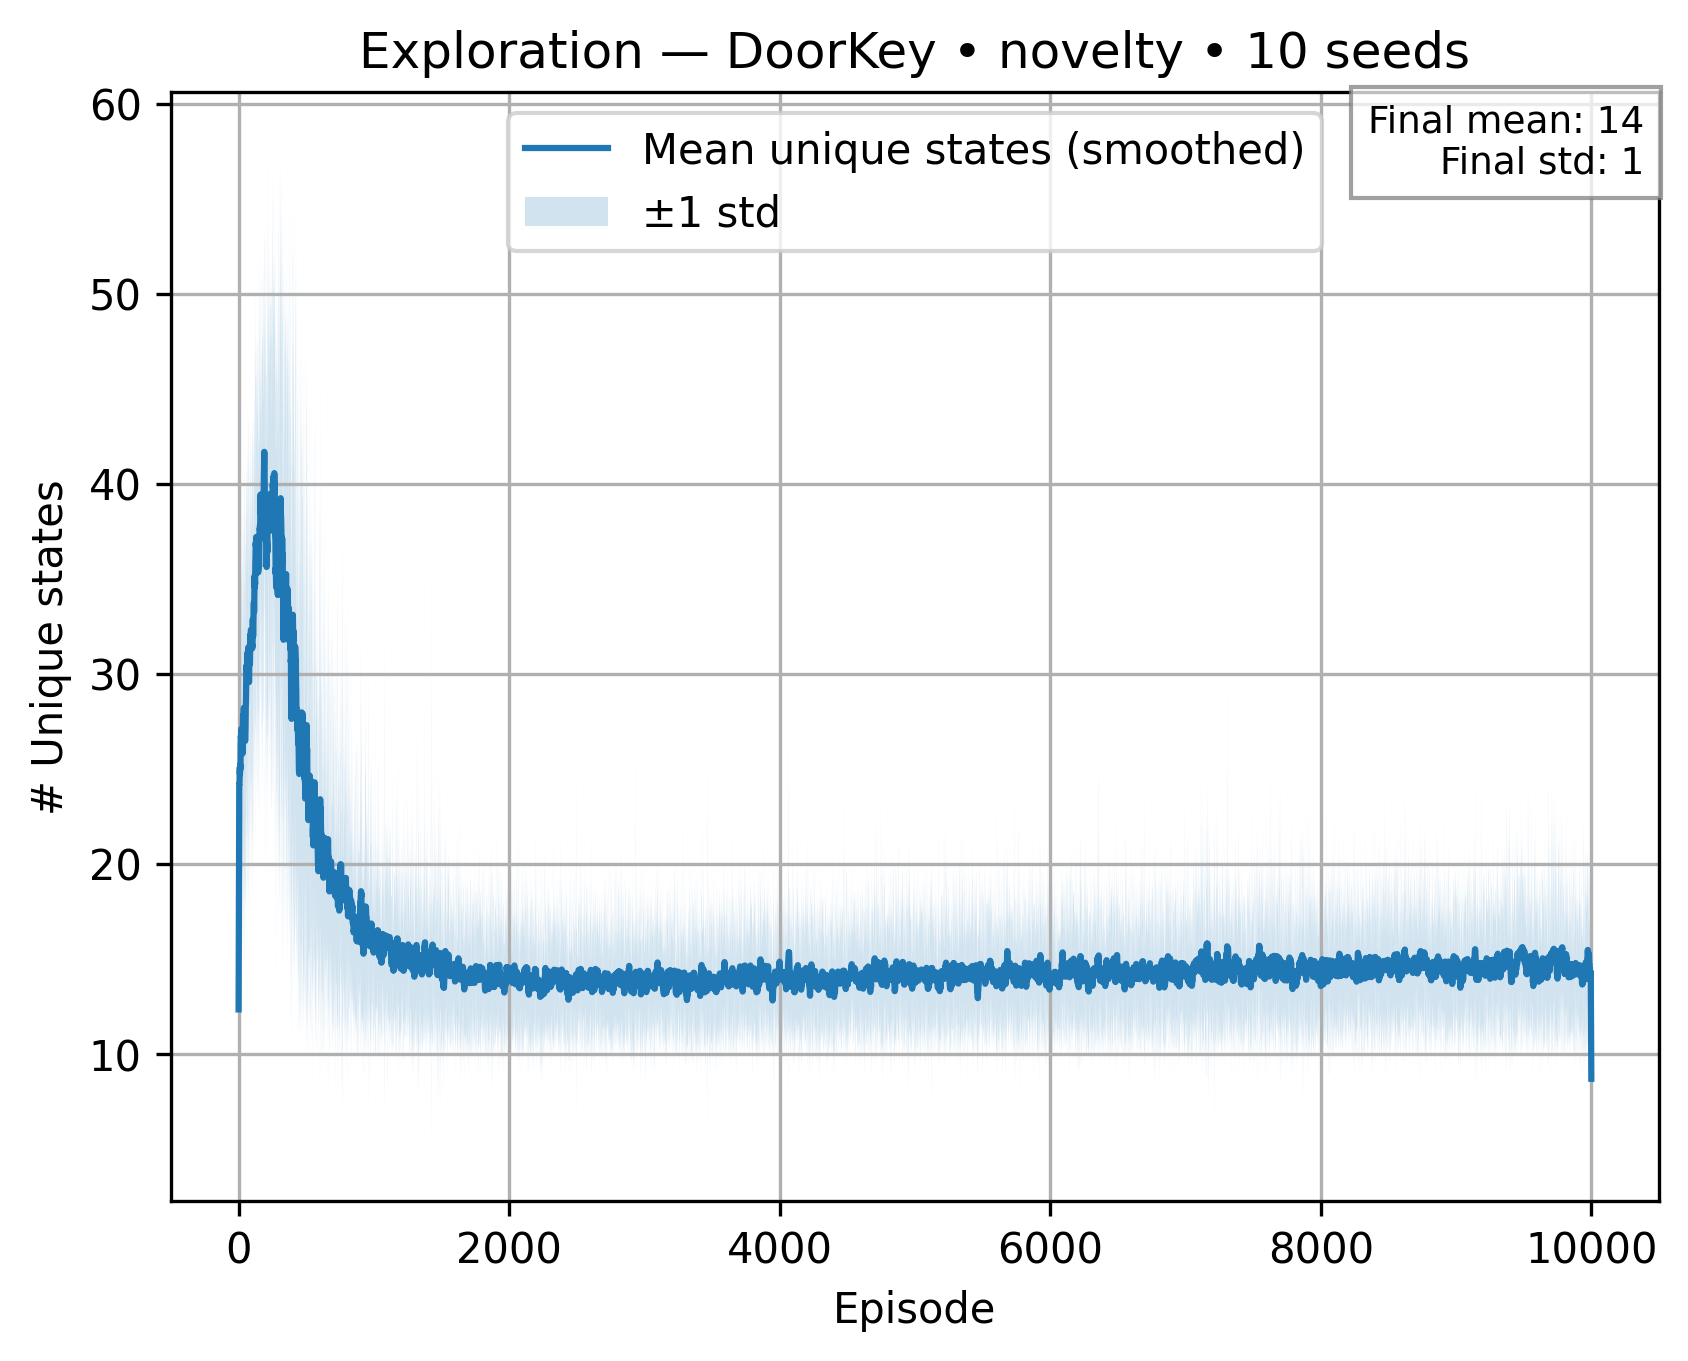 Exploration — DoorKey • novelty • 10 seeds
Final mean: 14
Final std: 1
Mean unique states (smoothed)
±1 std
# Unique states
60
50
40
30
20
10
0 2000 4000 6000 8000 10000
Episode